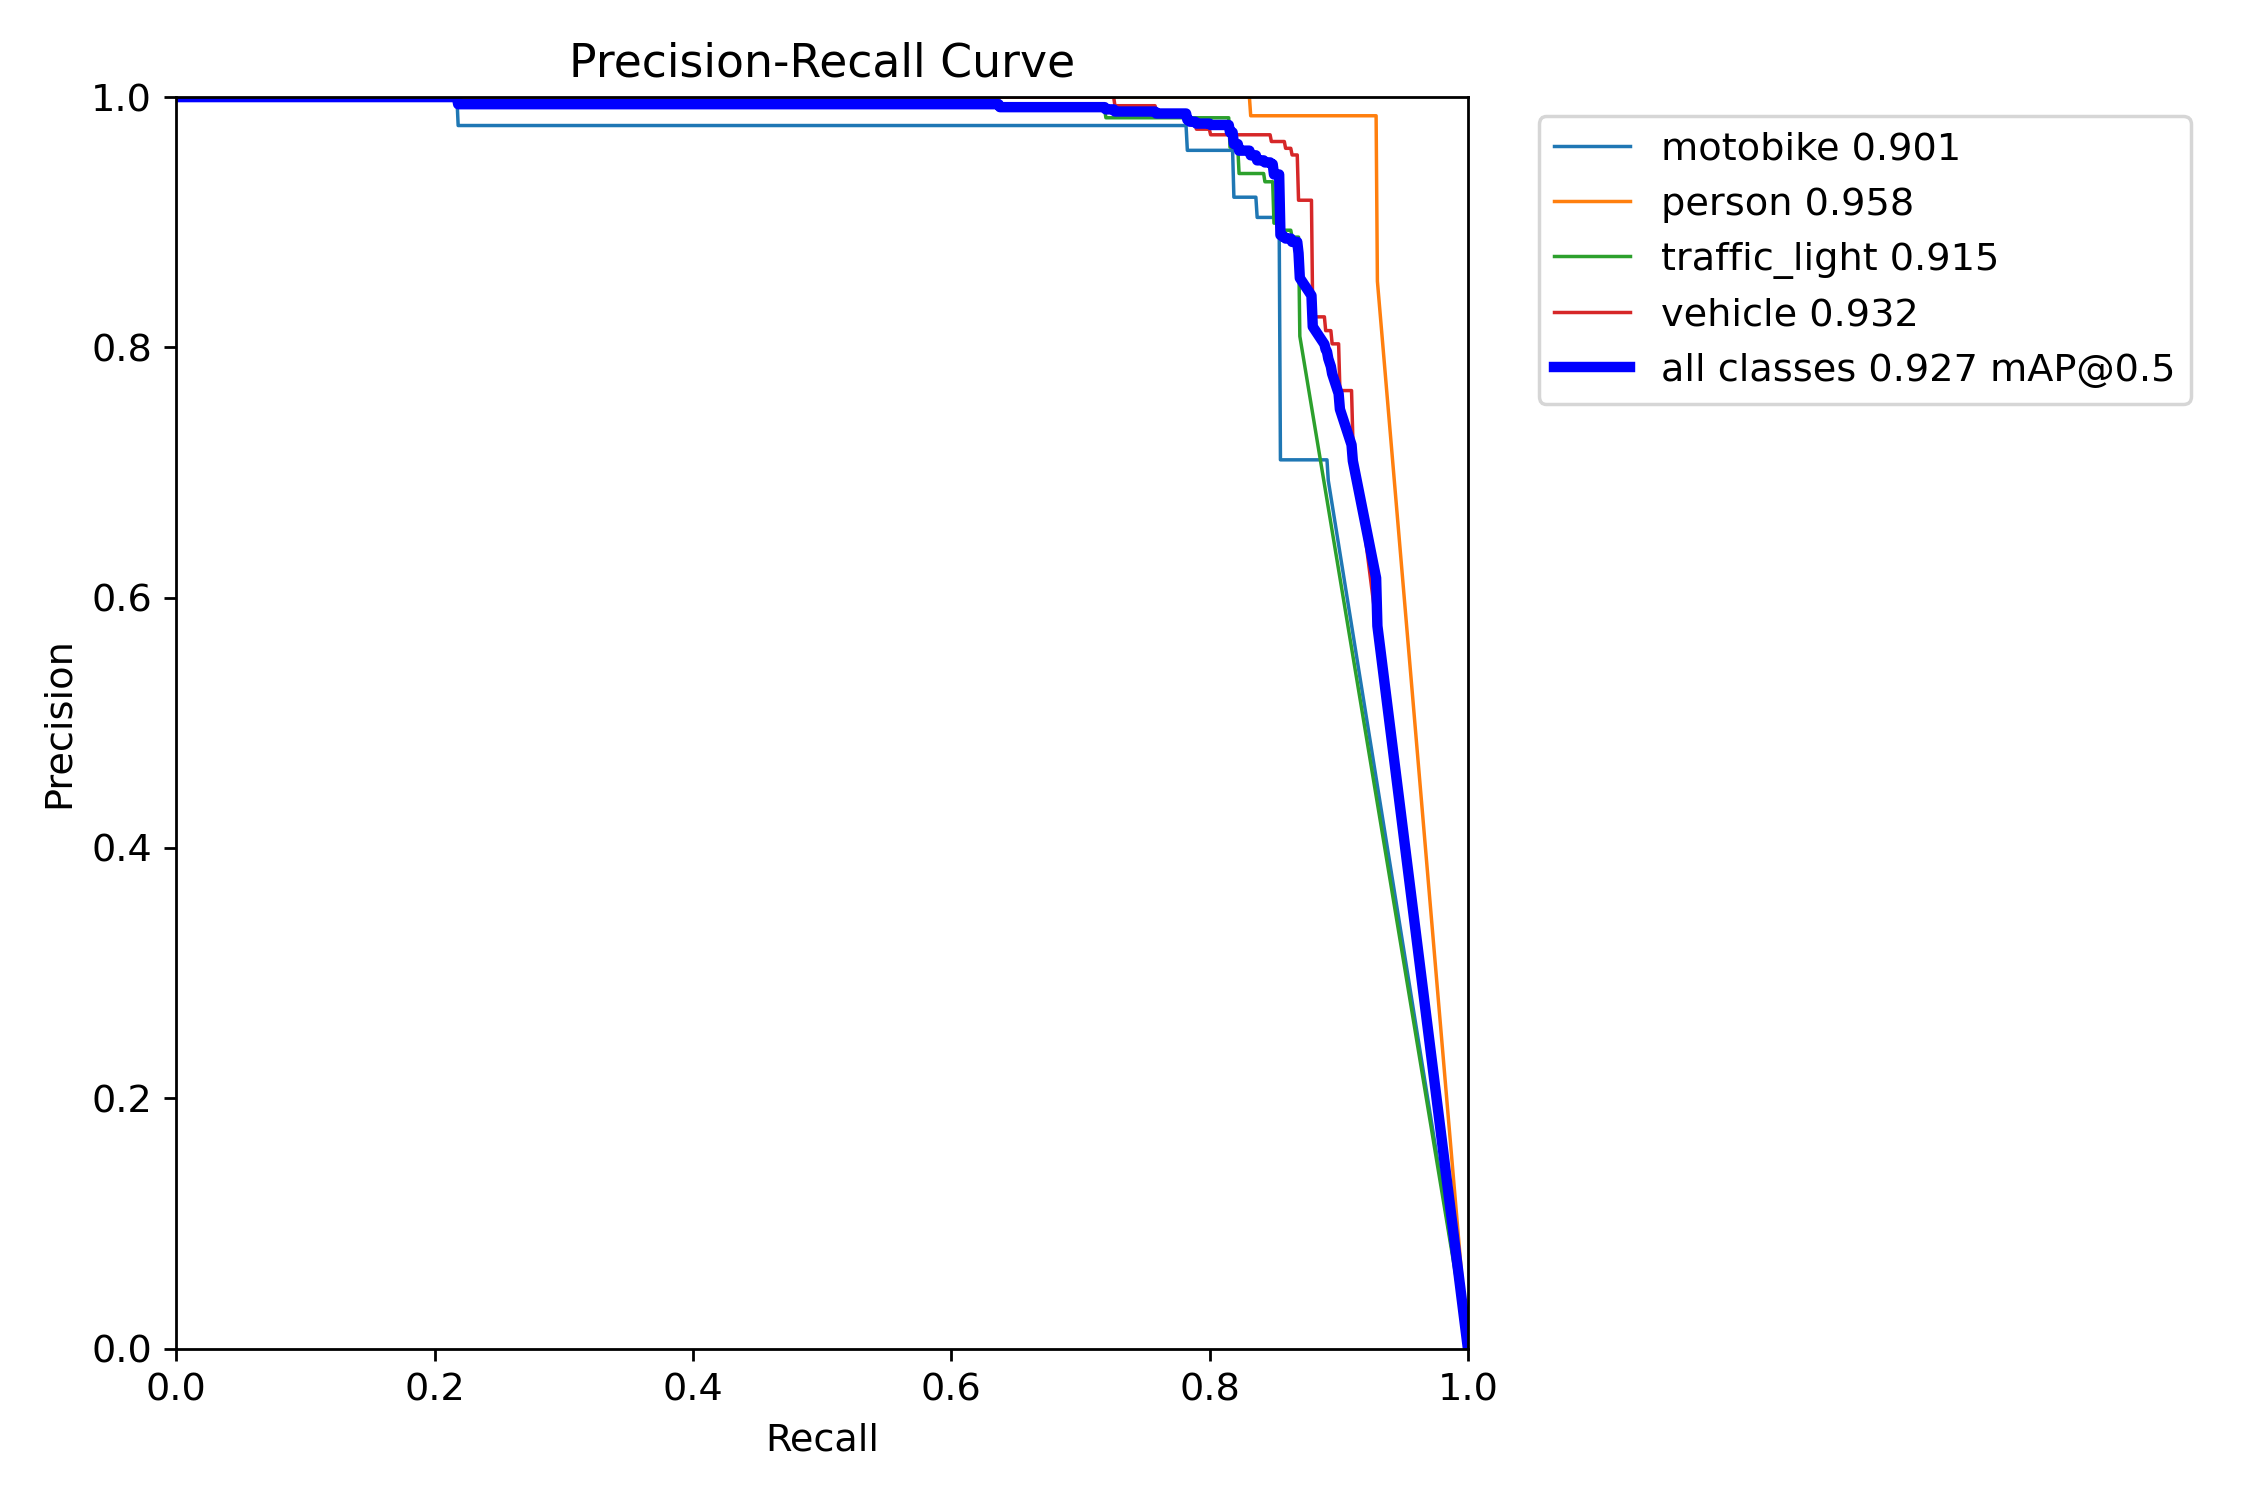 Precision-Recall Curve
1.0
0.8
0.6
0.4
0.2
0.0
Precision
0.0 0.2 0.4 0.6 0.8 1.0
Recall
motobike 0.901
person 0.958
traffic_light 0.915
vehicle 0.932
all classes 0.927 mAP@0.5